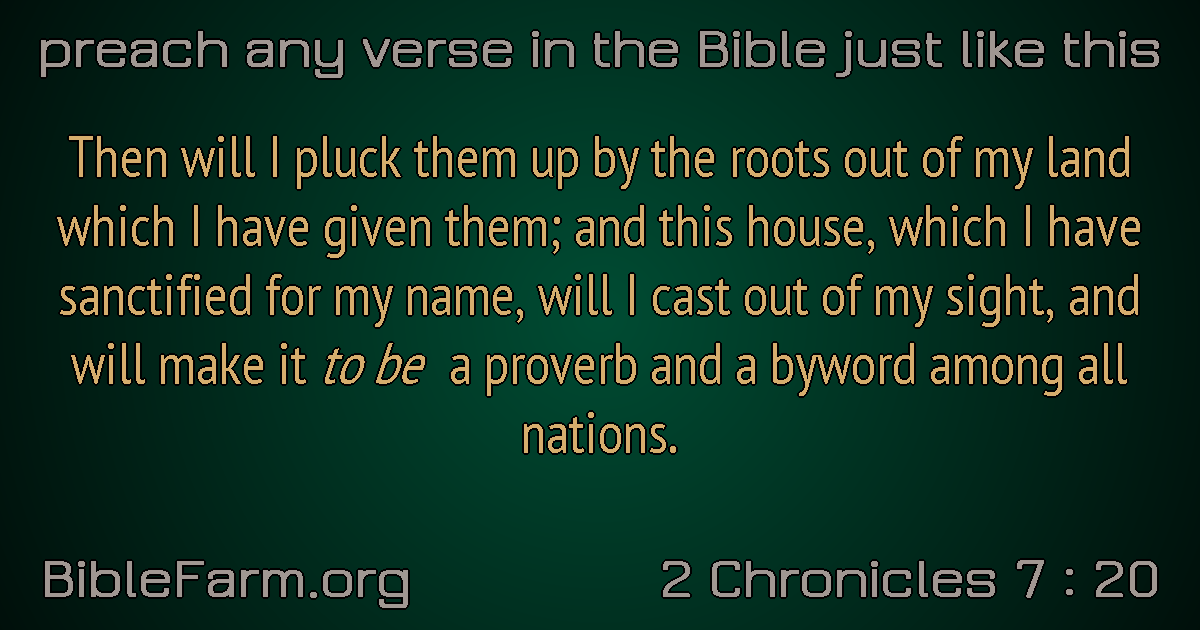 preach any verse in the Bible just like this
Then will I pluck them up by the roots out of my land
which I have given them; and this house, which I have
sanctified for my name, will I cast out of my sight, and
will make it to be a proverb and a byword among all
nations.
BibleFarm.org
2 Chronicles 7 : 20